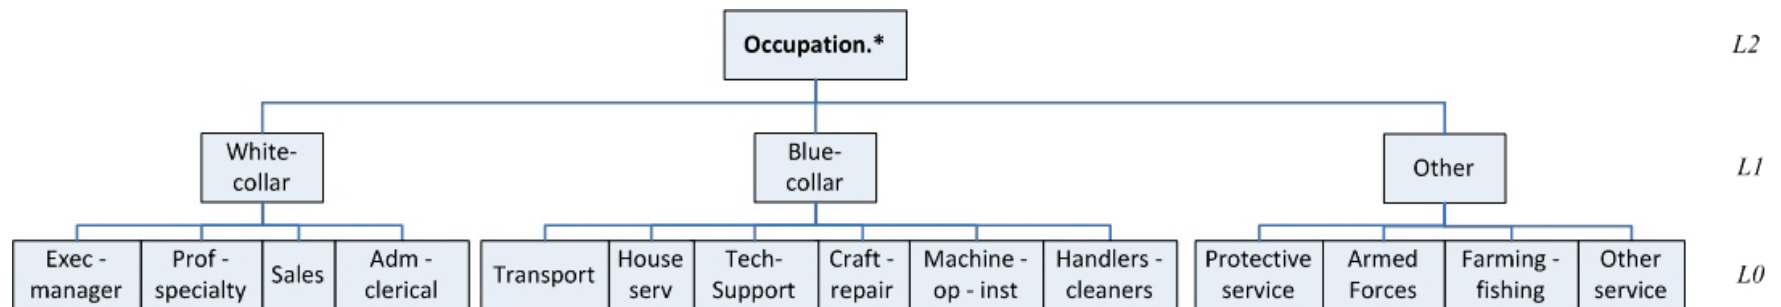 Occupation.*
L2
White-
collar
Blue-
collar
Other
L1
Exec -
manager
Prof -
specialty
Sales
Adm -
clerical
Transport
House
serv
Tech-
Support
Craft -
repair
Machine -
op - inst
Handlers -
cleaners
Protective
service
Armed
Forces
Farming -
fishing
Other
service
L0